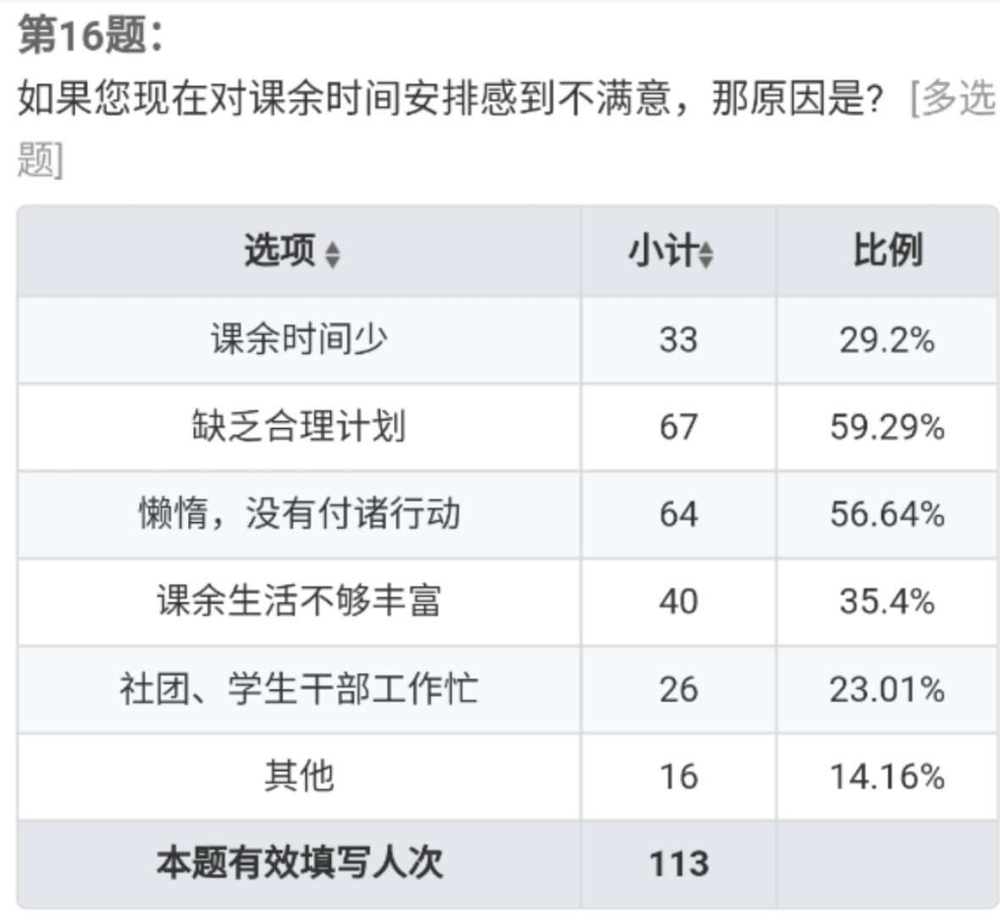 第16题：
如果您现在对课余时间安排感到不满意，那原因是？ [多选
题]
选项 小计 比例
课余时间少 33 29.2%
缺乏合理计划 67 59.29%
懒惰，没有付诸行动 64 56.64%
课余生活不够丰富 40 35.4%
社团、学生干部工作忙 26 23.01%
其他 16 14.16%
本题有效填写人次 113